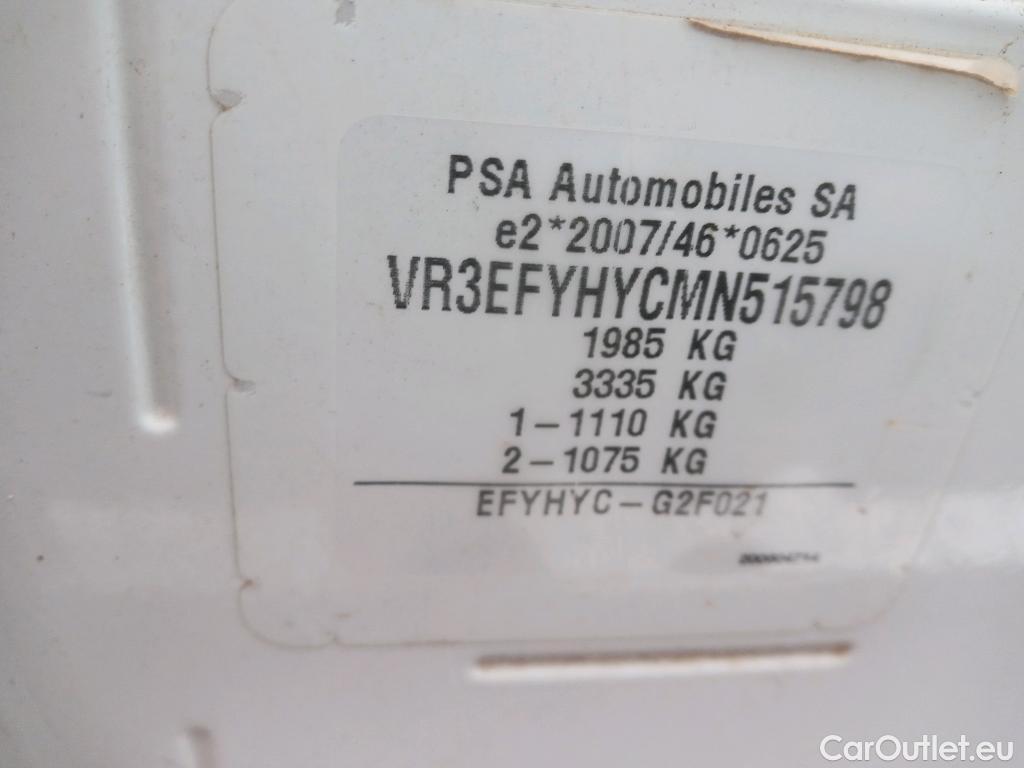 PSA Automobiles SA
e2*2007/46*0625
VR3EFYHYCMN515798
1985 KG
3335 KG
1-1110 KG
2-1075 KG
EFYHYC-G2F021
CarOutlet.eu